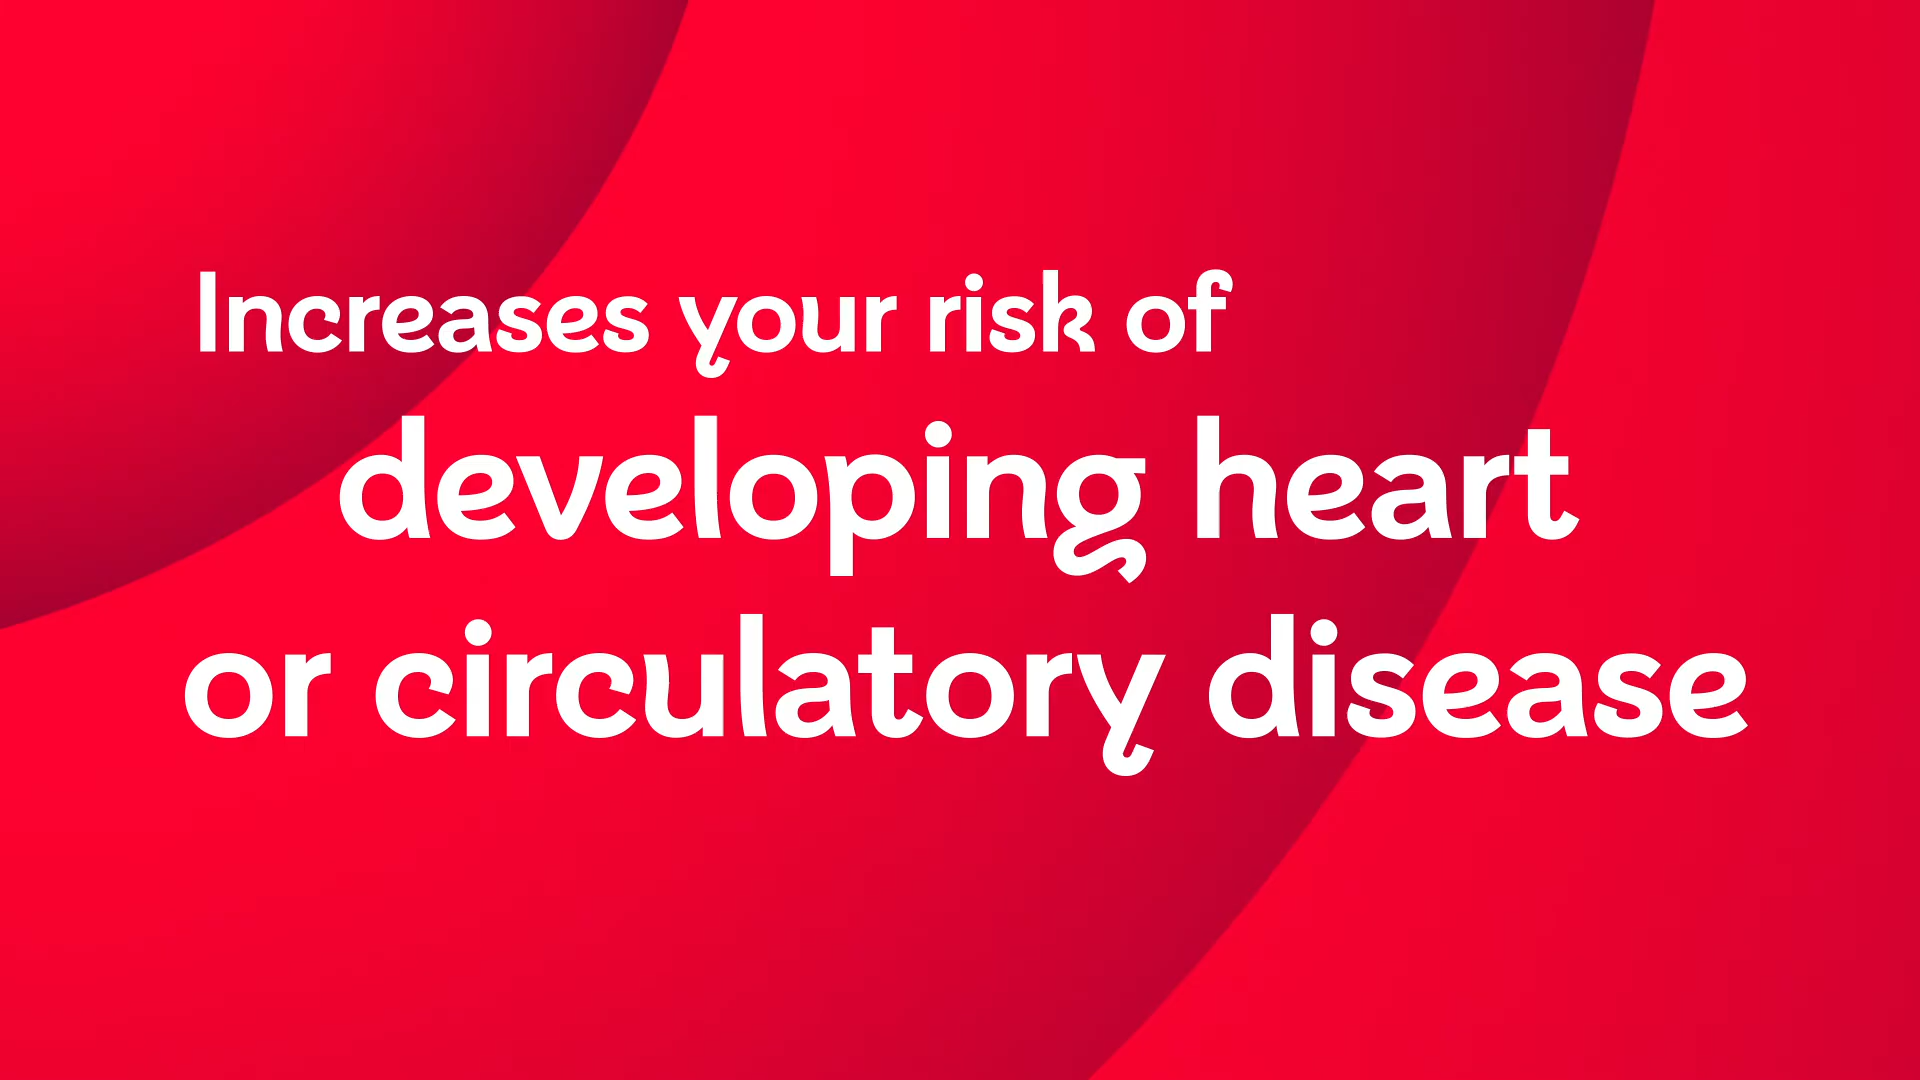 Increases your risk of
developing heart
or circulatory disease